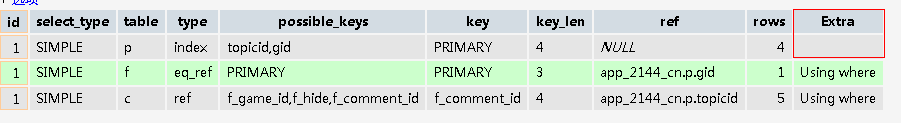 id select_type table type possible_keys key key_len ref rows Extra
1 SIMPLE p index topicid,gid PRIMARY 4 NULL 4
1 SIMPLE f eq_ref PRIMARY PRIMARY 3 app_2144_cn.p.gid 1 Using where
1 SIMPLE c ref f_game_id,f_hide,f_comment_id f_comment_id 4 app_2144_cn.p.topicid 5 Using where